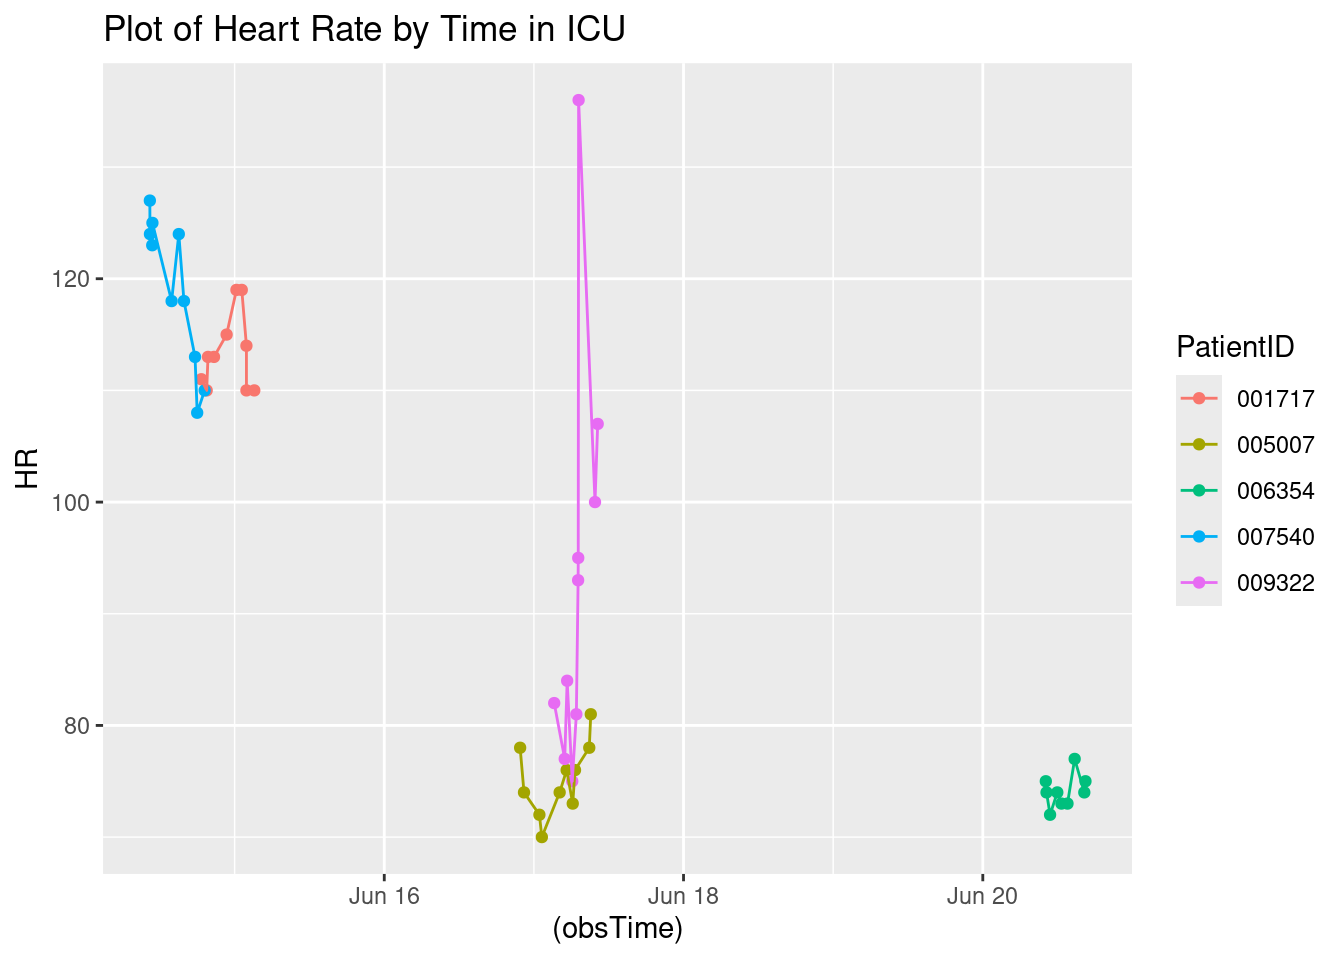 Plot of Heart Rate by Time in ICU
120
100
80
HR
Jun 16
Jun 18
Jun 20
(obsTime)
PatientID
001717
005007
006354
007540
009322